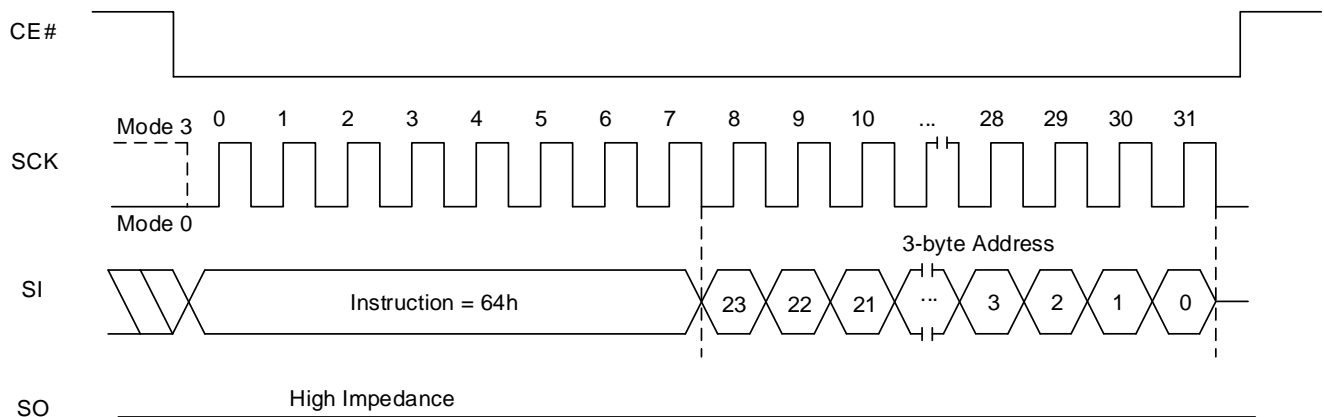 CE#
Mode 3
0 1 2 3 4 5 6 7 8 9 10 ... 28 29 30 31
SCK
Mode 0
3-byte Address
SI
Instruction = 64h
23 22 21 ... 3 2 1 0
High Impedance
SO